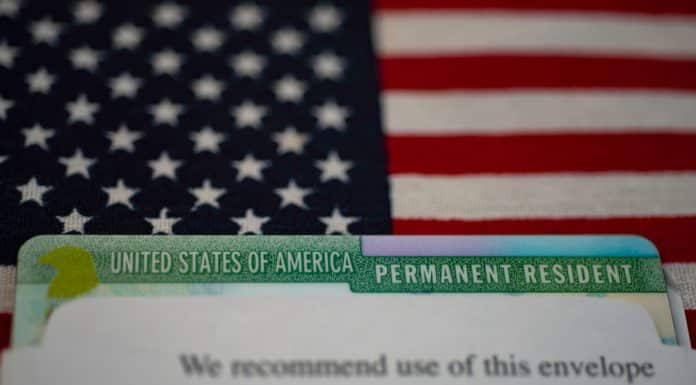 UNITED STATES OF AMERICA PERMANENT RESIDENT
We recommend use of this envelope